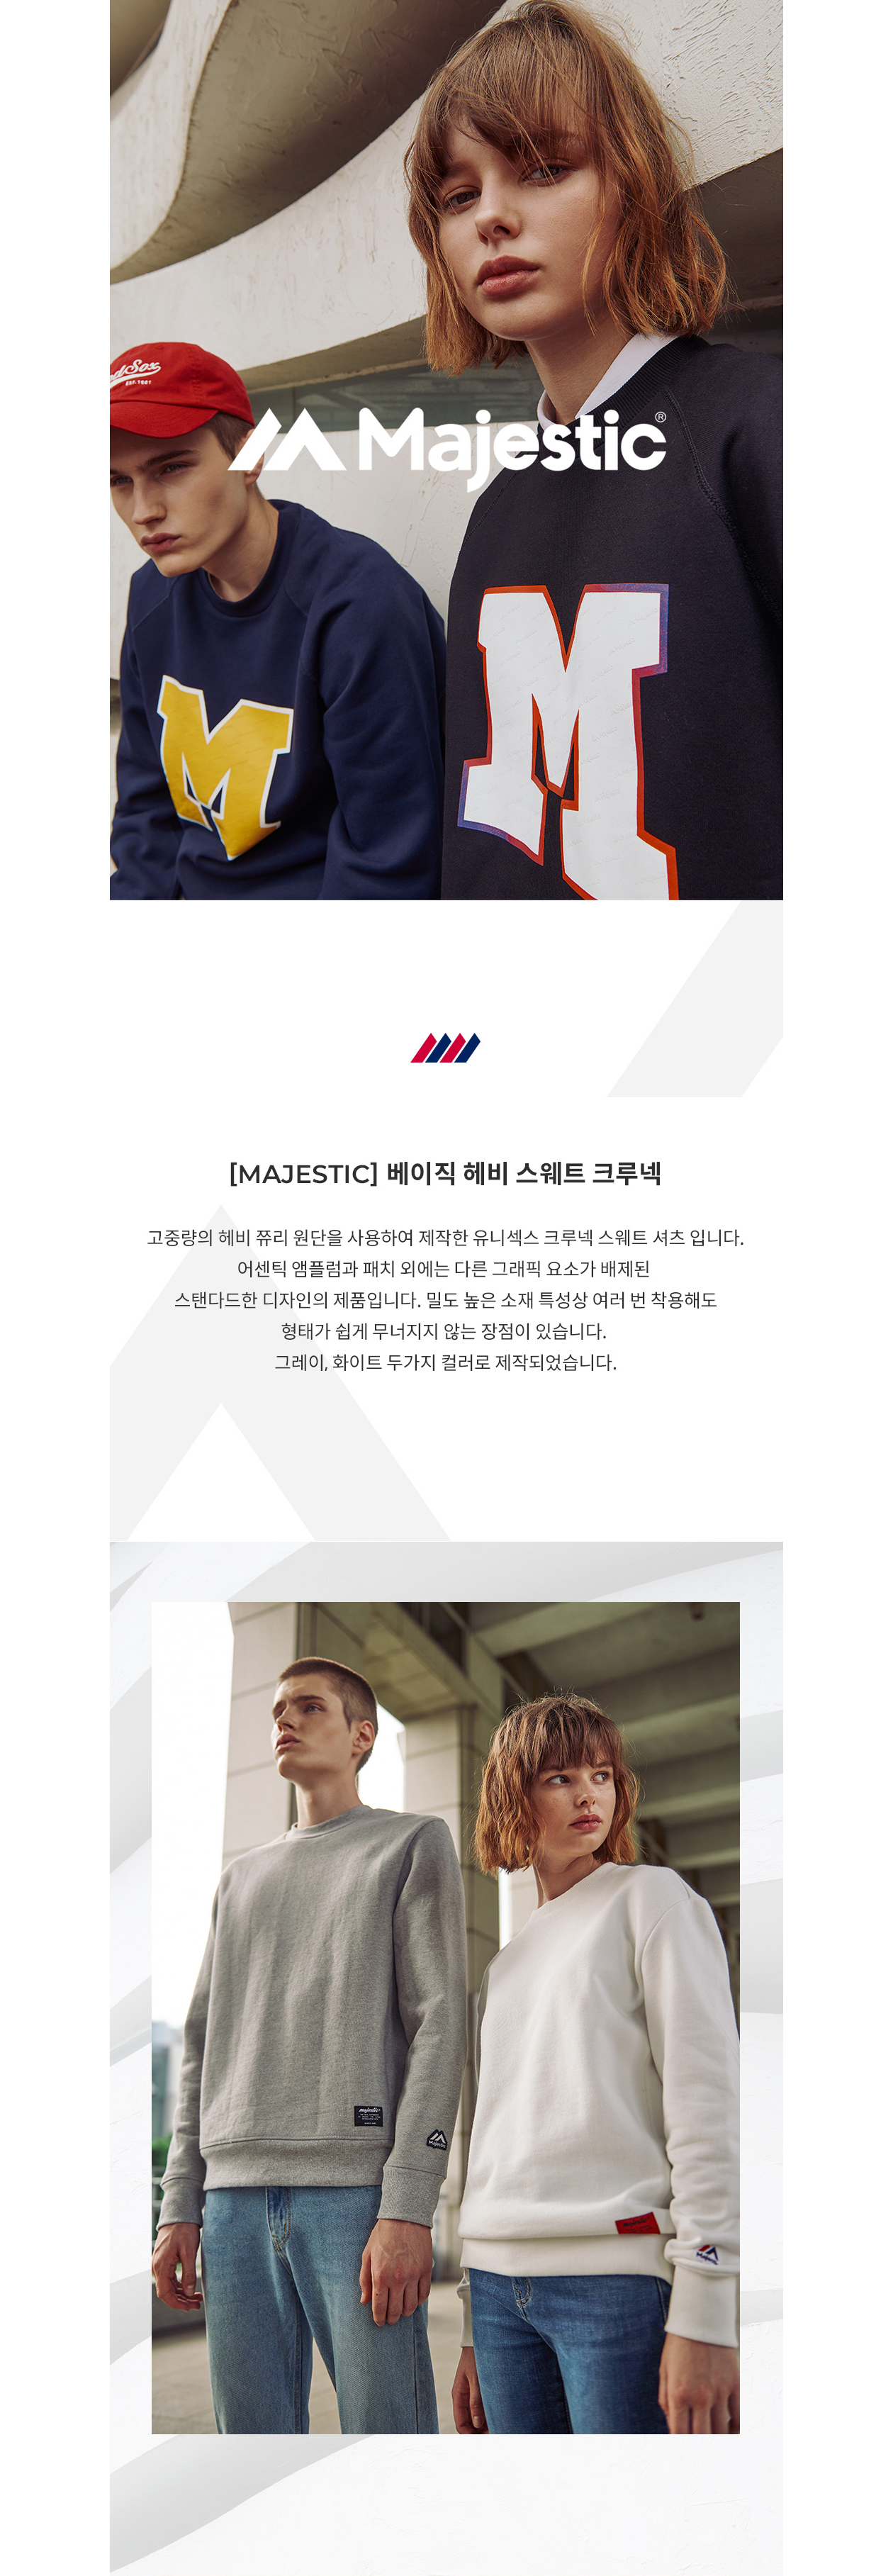 dSox
EST. 1901
Majestic®
M
M
[MAJESTIC] 베이직 헤비 스웨트 크루넥
고중량의 헤비 쮸리 원단을 사용하여 제작한 유니섹스 크루넥 스웨트 셔츠 입니다.
어센틱 앰플럼과 패치 외에는 다른 그래픽 요소가 배제된
스탠다드한 디자인의 제품입니다. 밀도 높은 소재 특성상 여러 번 착용해도
형태가 쉽게 무너지지 않는 장점이 있습니다.
그레이, 화이트 두가지 컬러로 제작되었습니다.
majestic